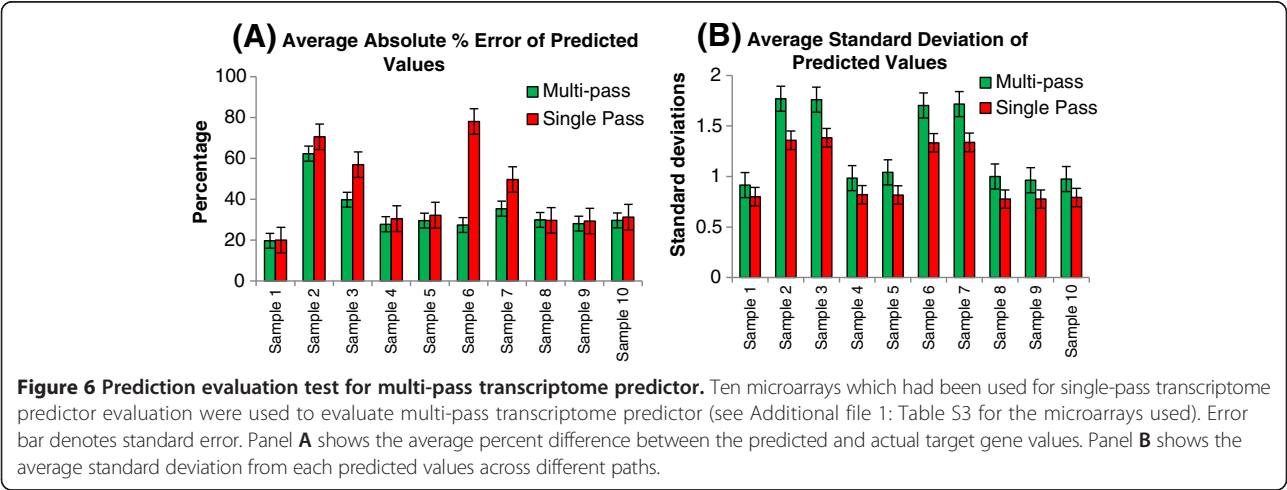 (A) Average Absolute % Error of Predicted
Values
100
80
60
40
20
0
Percentage
Multi-pass
Single Pass
Sample 1
Sample 2
Sample 3
Sample 4
Sample 5
Sample 6
Sample 7
Sample 8
Sample 9
Sample 10
(B) Average Standard Deviation of
Predicted Values
2
1.5
1
0.5
0
Standard deviations
Multi-pass
Single Pass
Sample 1
Sample 2
Sample 3
Sample 4
Sample 5
Sample 6
Sample 7
Sample 8
Sample 9
Sample 10
Figure 6 Prediction evaluation test for multi-pass transcriptome predictor. Ten microarrays which had been used for single-pass transcriptome
predictor evaluation were used to evaluate multi-pass transcriptome predictor (see Additional file 1: Table S3 for the microarrays used). Error
bar denotes standard error. Panel A shows the average percent difference between the predicted and actual target gene values. Panel B shows the
average standard deviation from each predicted values across different paths.